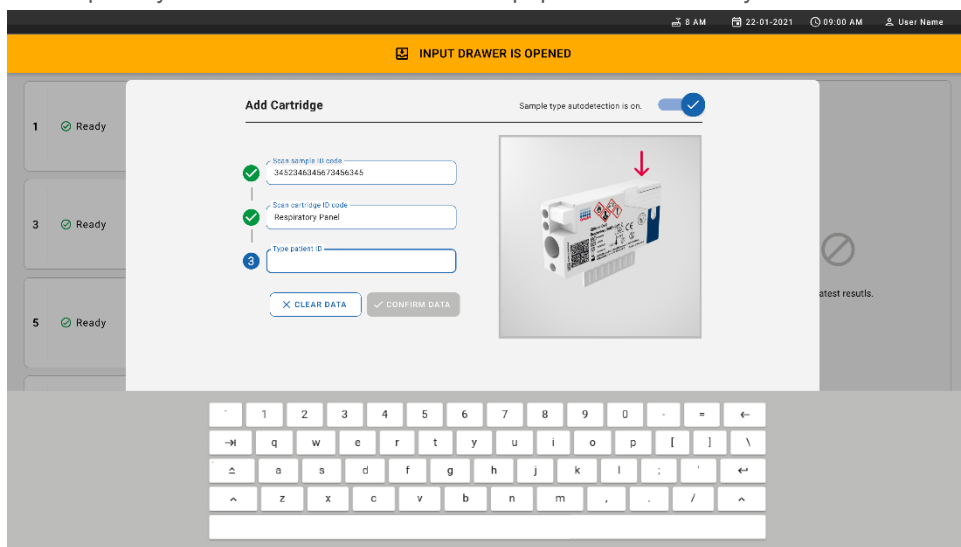 8 AM 22-01-2021 09:00 AM User Name
INPUT DRAWER IS OPENED
Add Cartridge
Sample type autodetection is on.
1 Ready
Scan sample ID code
3452346345673456345
Scan cartridge ID code
Respiratory Panel
3 Ready
Type patient ID
3
CLEAR DATA CONFIRM DATA
atest resutls.
5 Ready
` 1 2 3 4 5 6 7 8 9 0 - =
q w e r t y u i o p [ ] \
a s d f g h j k l ; '
z x c v b n m , . /